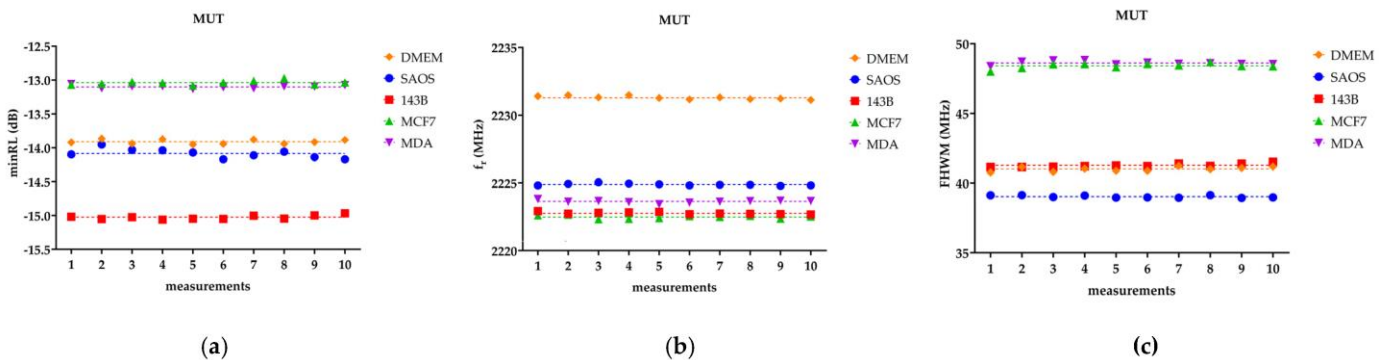 MUT
minRL (dB)
-12.5
-13.0
-13.5
-14.0
-14.5
-15.0
-15.5
1 2 3 4 5 6 7 8 9 10
measurements
DMEM
SAOS
143B
MCF7
MDA
(a)
MUT
fr (MHz)
2235
2230
2225
2220
1 2 3 4 5 6 7 8 9 10
measurements
DMEM
SAOS
143B
MCF7
MDA
(b)
MUT
FHWM (MHz)
50
45
40
35
1 2 3 4 5 6 7 8 9 10
measurements
DMEM
SAOS
143B
MCF7
MDA
(c)